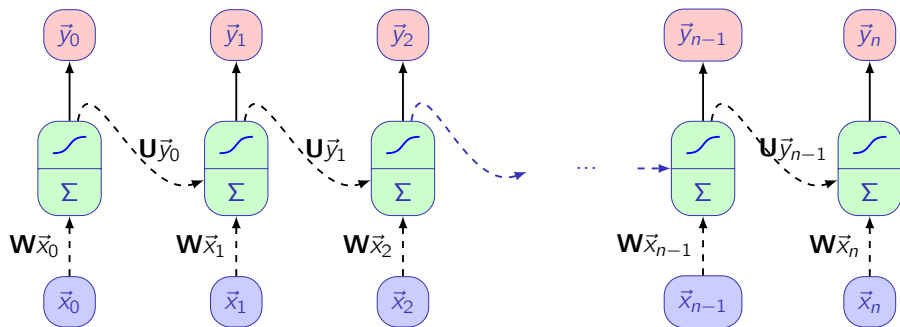 y⃗₀ y⃗₁ y⃗₂ y⃗ₙ₋₁ y⃗ₙ
Uy⃗₀ Uy⃗₁ Uy⃗ₙ₋₁
Σ Σ Σ ... Σ Σ
Wx⃗₀ Wx⃗₁ Wx⃗₂ Wx⃗ₙ₋₁ Wx⃗ₙ
x⃗₀ x⃗₁ x⃗₂ x⃗ₙ₋₁ x⃗ₙ